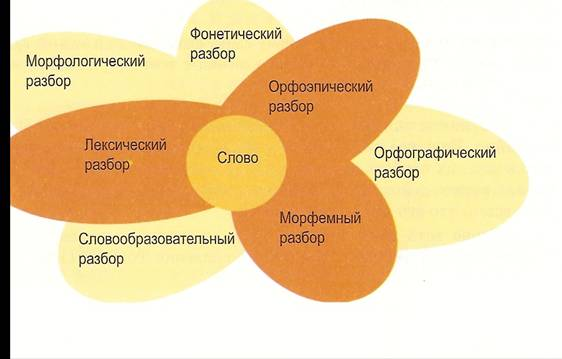 Фонетический
разбор
Морфологический
разбор
Орфоэпический
разбор
Лексический
разбор
Слово
Орфографический
разбор
Морфемный
разбор
Словообразовательный
разбор